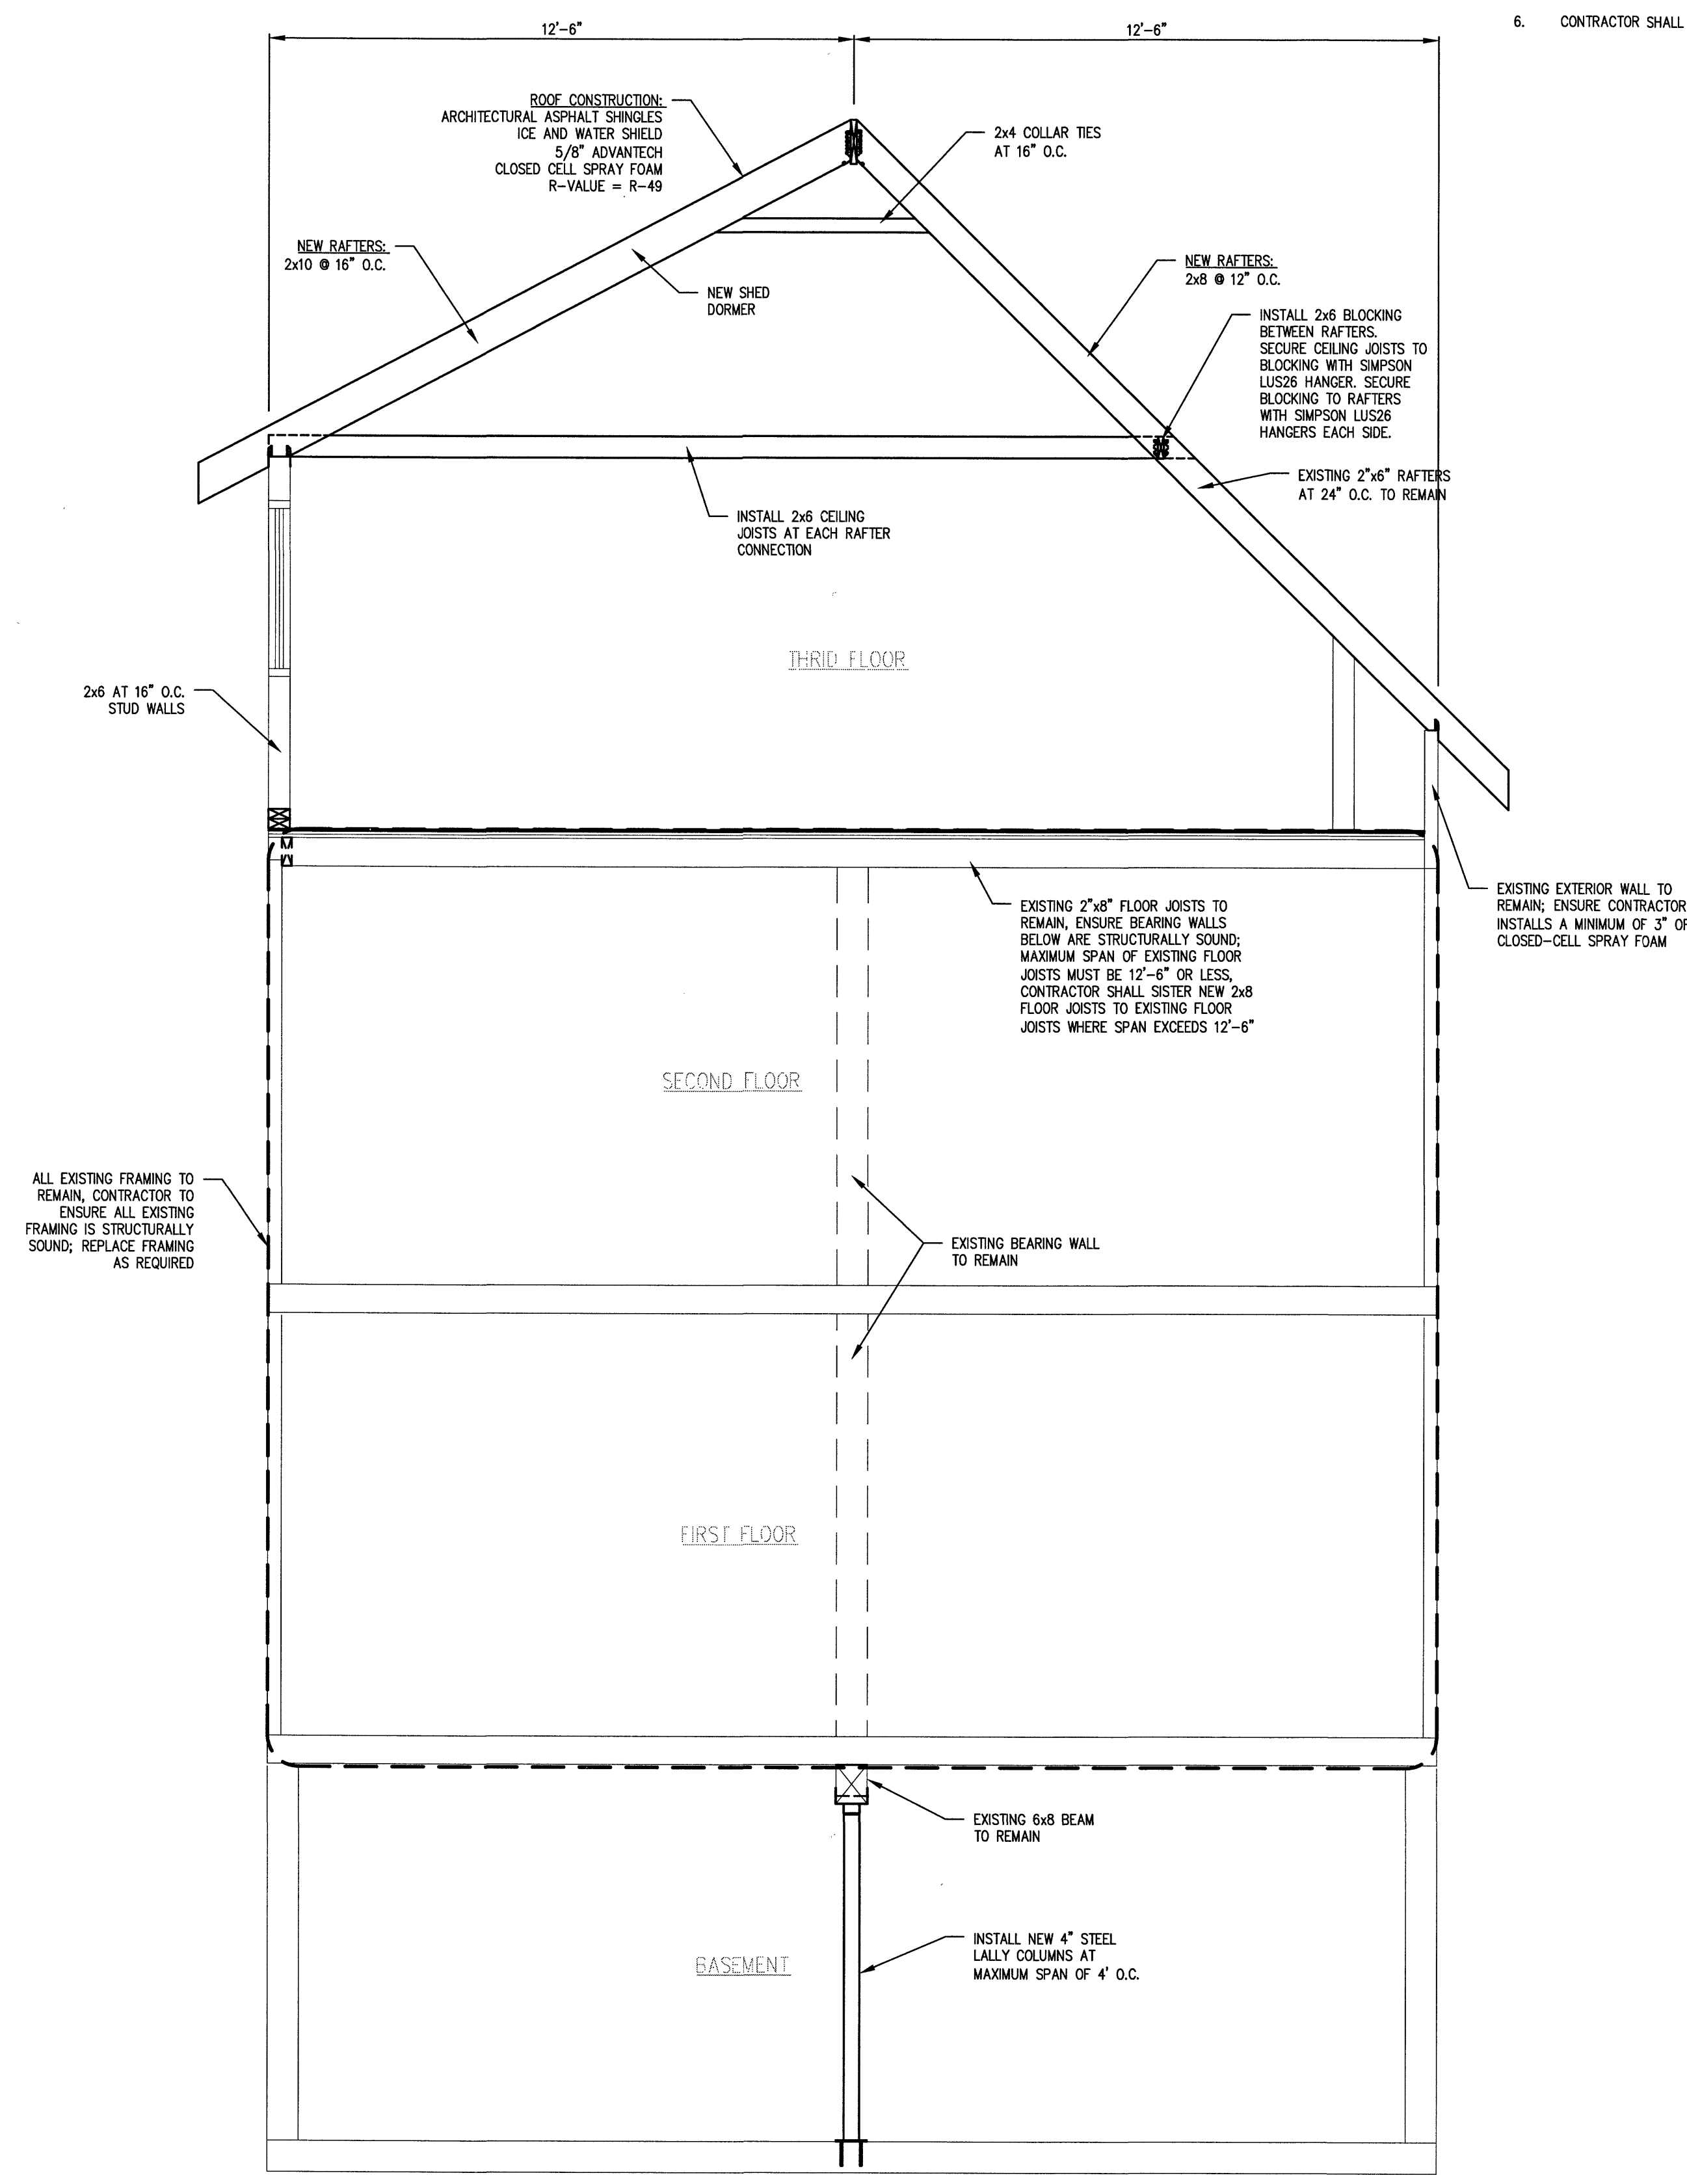 6. CONTRACTOR SHALL
12'-6"
12'-6"
ROOF CONSTRUCTION:
ARCHITECTURAL ASPHALT SHINGLES
ICE AND WATER SHIELD
5/8" ADVANTECH
CLOSED CELL SPRAY FOAM
R-VALUE = R-49
2x4 COLLAR TIES
AT 16" O.C.
NEW RAFTERS:
2x10 @ 16" O.C.
NEW SHED
DORMER
NEW RAFTERS:
2x8 @ 12" O.C.
INSTALL 2x6 BLOCKING
BETWEEN RAFTERS.
SECURE CEILING JOISTS TO
BLOCKING WITH SIMPSON
LUS26 HANGER. SECURE
BLOCKING TO RAFTERS
WITH SIMPSON LUS26
HANGERS EACH SIDE.
EXISTING 2"x6" RAFTERS
AT 24" O.C. TO REMAIN
INSTALL 2x6 CEILING
JOISTS AT EACH RAFTER
CONNECTION
THRID FLOOR
2x6 AT 16" O.C.
STUD WALLS
EXISTING EXTERIOR WALL TO
REMAIN; ENSURE CONTRACTOR
INSTALLS A MINIMUM OF 3" OF
CLOSED-CELL SPRAY FOAM
EXISTING 2"x8" FLOOR JOISTS TO
REMAIN, ENSURE BEARING WALLS
BELOW ARE STRUCTURALLY SOUND;
MAXIMUM SPAN OF EXISTING FLOOR
JOISTS MUST BE 12'-6" OR LESS,
CONTRACTOR SHALL SISTER NEW 2x8
FLOOR JOISTS TO EXISTING FLOOR
JOISTS WHERE SPAN EXCEEDS 12'-6"
SECOND FLOOR
ALL EXISTING FRAMING TO
REMAIN, CONTRACTOR TO
ENSURE ALL EXISTING
FRAMING IS STRUCTURALLY
SOUND; REPLACE FRAMING
AS REQUIRED
EXISTING BEARING WALL
TO REMAIN
FIRST FLOOR
EXISTING 6x8 BEAM
TO REMAIN
INSTALL NEW 4" STEEL
LALLY COLUMNS AT
MAXIMUM SPAN OF 4' O.C.
BASEMENT